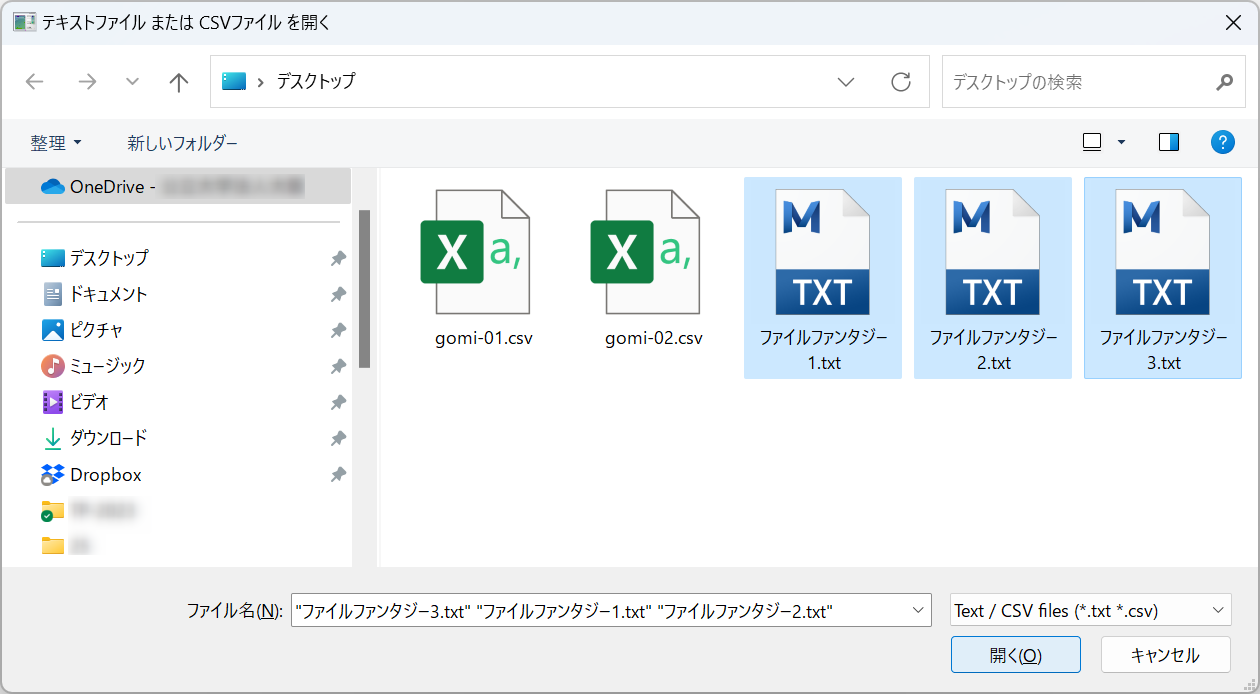 テキストファイル または CSVファイル を開く
デスクトップ
デスクトップの検索
整理
新しいフォルダー
?
OneDrive -
デスクトップ
ドキュメント
ピクチャ
ミュージック
ビデオ
ダウンロード
Dropbox
X a,
gomi-01.csv
X a,
gomi-02.csv
M
TXT
ファイルファンタジー
1.txt
M
TXT
ファイルファンタジー
2.txt
M
TXT
ファイルファンタジー
3.txt
ファイル名(N):
"ファイルファンタジー3.txt" "ファイルファンタジー1.txt" "ファイルファンタジー2.txt"
Text / CSV files (*.txt *.csv)
開く(O)
キャンセル